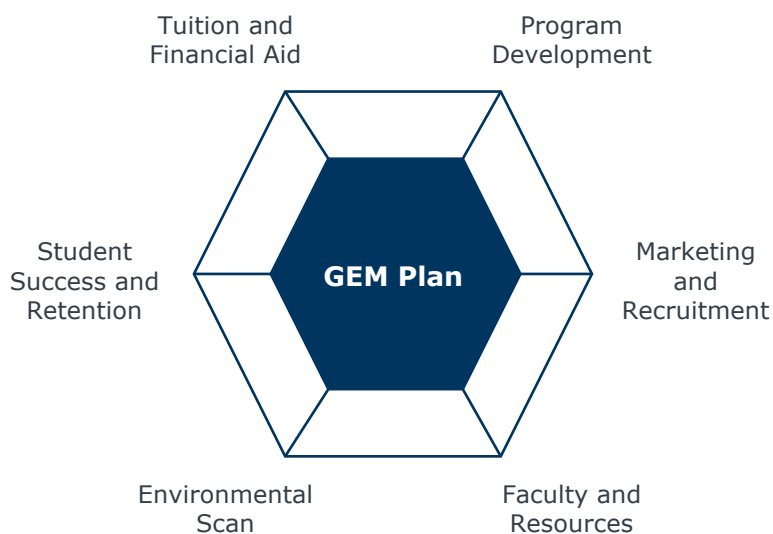 Tuition and
Financial Aid
Program
Development
Student
Success and
Retention
GEM Plan
Marketing
and
Recruitment
Environmental
Scan
Faculty and
Resources